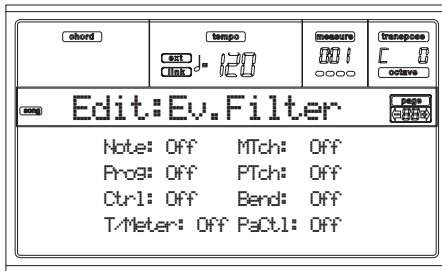 chord tempo measure transpose
ext ♩= 120 001 C 0
link octave
song Edit:Ev.Filter page
Note: Off MTch: Off
Prog: Off PTch: Off
Ctrl: Off Bend: Off
T/Meter: Off PaCtl: Off